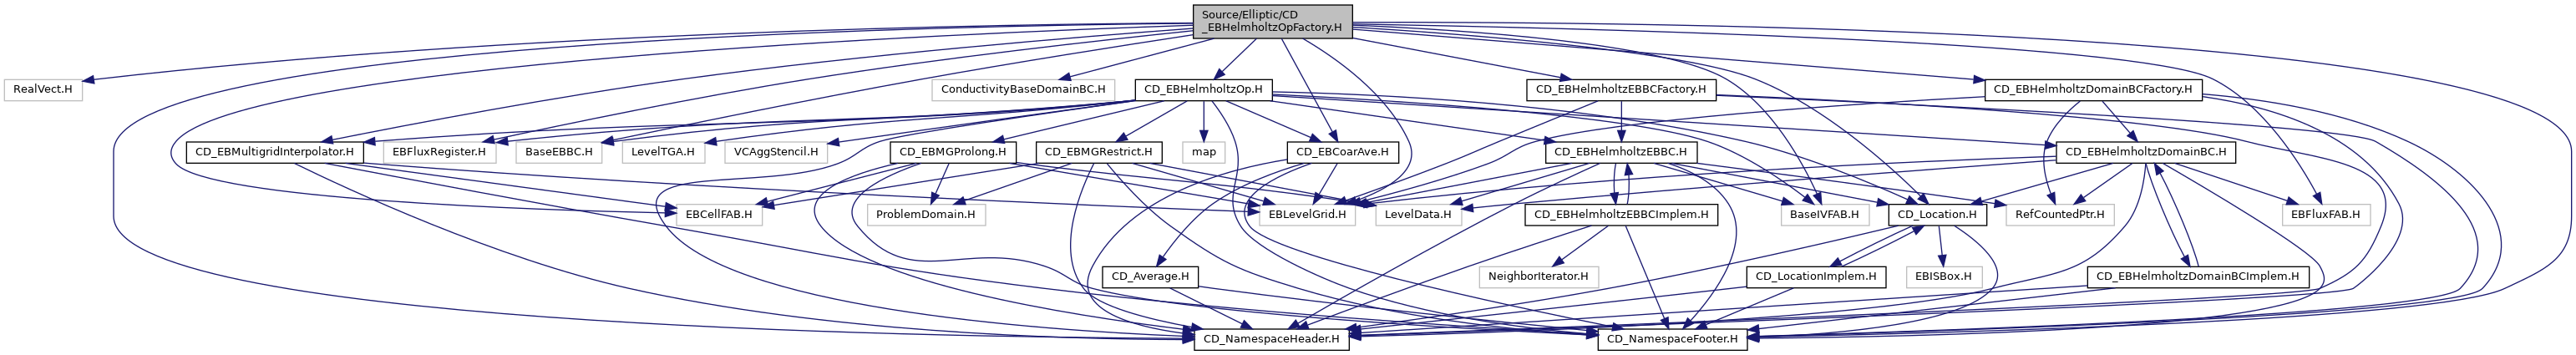 Source/Elliptic/CD
_EBHelmholtzOpFactory.H
RealVect.H
ConductivityBaseDomainBC.H
CD_EBHelmholtzOp.H
CD_EBHelmholtzEBBCFactory.H
CD_EBHelmholtzDomainBCFactory.H
CD_EBMultigridInterpolator.H
EBFluxRegister.H
BaseEBBC.H
LevelTGA.H
VCAggStencil.H
CD_EBMGProlong.H
CD_EBMGRestrict.H
map
CD_EBCoarAve.H
CD_EBHelmholtzEBBC.H
CD_EBHelmholtzDomainBC.H
EBCellFAB.H
ProblemDomain.H
EBLevelGrid.H
LevelData.H
CD_EBHelmholtzEBBCImplem.H
BaseIVFAB.H
CD_Location.H
RefCountedPtr.H
EBFluxFAB.H
CD_Average.H
NeighborIterator.H
CD_LocationImplem.H
EBISBox.H
CD_EBHelmholtzDomainBCImplem.H
CD_NamespaceHeader.H
CD_NamespaceFooter.H